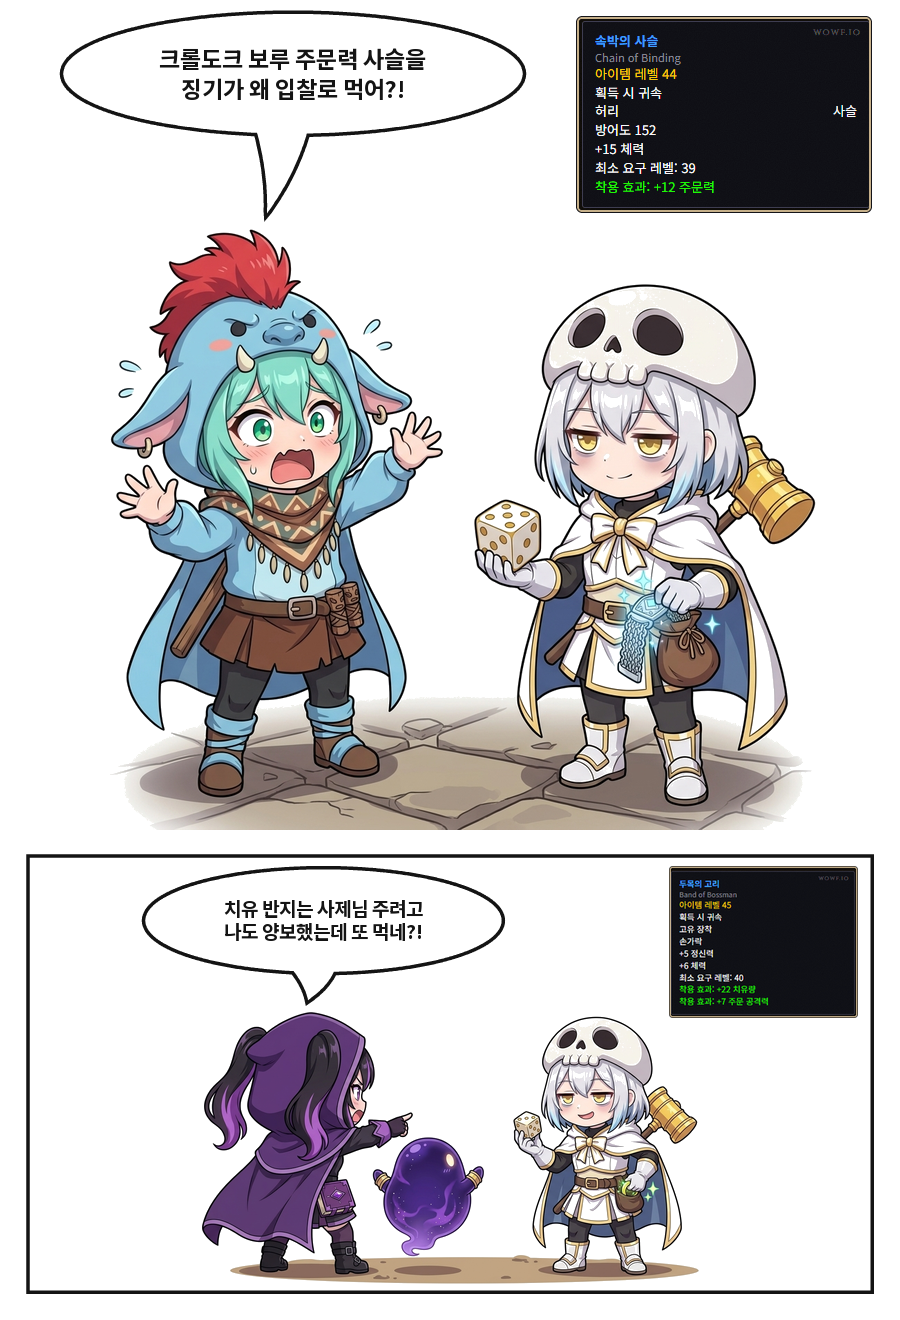 크롤도크 보루 주문력 사슬을
징기가 왜 입찰로 먹어?!
WOWF.IO
속박의 사슬
Chain of Binding
아이템 레벨 44
획득 시 귀속
허리 사슬
방어도 152
+15 체력
최소 요구 레벨: 39
착용 효과: +12 주문력
치유 반지는 사제님 주려고
나도 양보했는데 또 먹네?!
WOWF.IO
두목의 고리
Band of Bossman
아이템 레벨 45
획득 시 귀속
고유 장착
손가락
+5 정신력
+6 체력
최소 요구 레벨: 40
착용 효과: +22 치유량
착용 효과: +7 주문 공격력